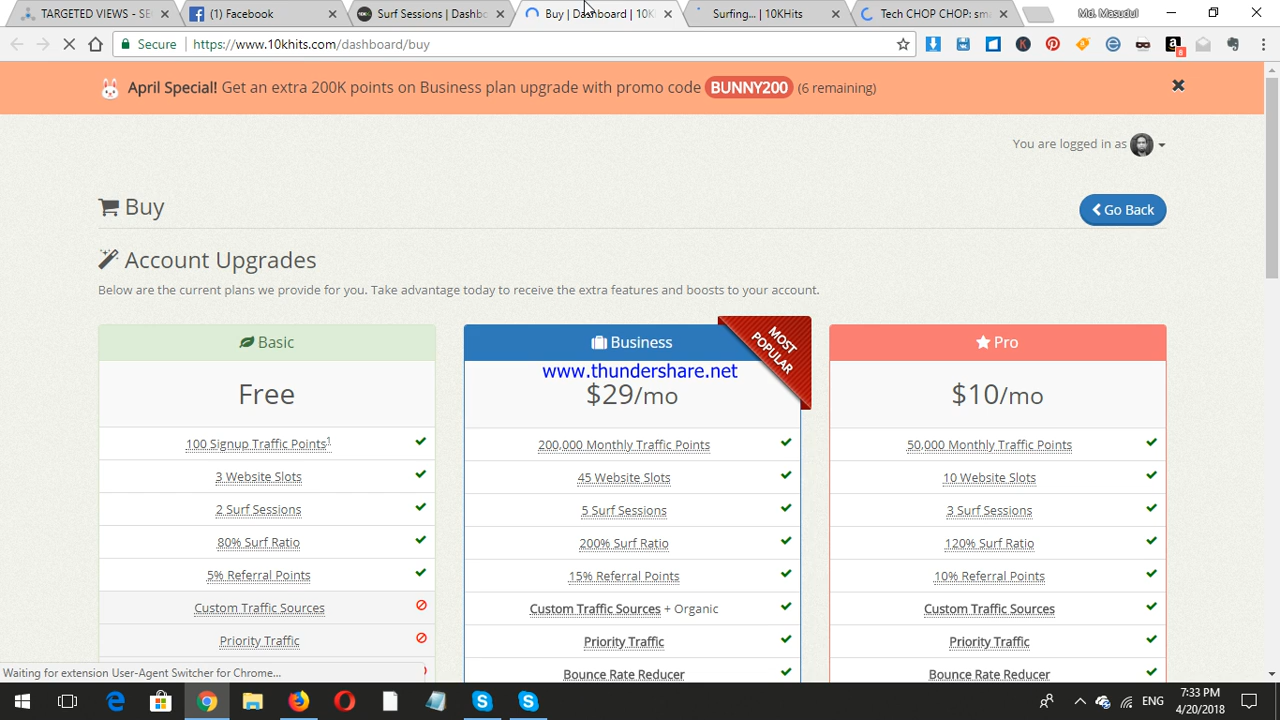 TARGETED VIEWS - SE
(1) Facebook
Surf Sessions | Dashbo
Buy | Dashboard | 10K
Surfing... | 10KHits
Tech CHOP CHOP: sma
Md. Masudul
Secure
https://www.10khits.com/dashboard/buy
April Special! Get an extra 200K points on Business plan upgrade with promo code BUNNY200 (6 remaining)
You are logged in as
Buy
Go Back
Account Upgrades
Below are the current plans we provide for you. Take advantage today to receive the extra features and boosts to your account.
Basic
Free
100 Signup Traffic Points1
3 Website Slots
2 Surf Sessions
80% Surf Ratio
5% Referral Points
Custom Traffic Sources
Priority Traffic
Business
MOST
POPULAR
www.thundershare.net
$29/mo
200,000 Monthly Traffic Points
45 Website Slots
5 Surf Sessions
200% Surf Ratio
15% Referral Points
Custom Traffic Sources + Organic
Priority Traffic
Bounce Rate Reducer
Pro
$10/mo
50,000 Monthly Traffic Points
10 Website Slots
3 Surf Sessions
120% Surf Ratio
10% Referral Points
Custom Traffic Sources
Priority Traffic
Bounce Rate Reducer
Waiting for extension User-Agent Switcher for Chrome...
ENG
7:33 PM
4/20/2018